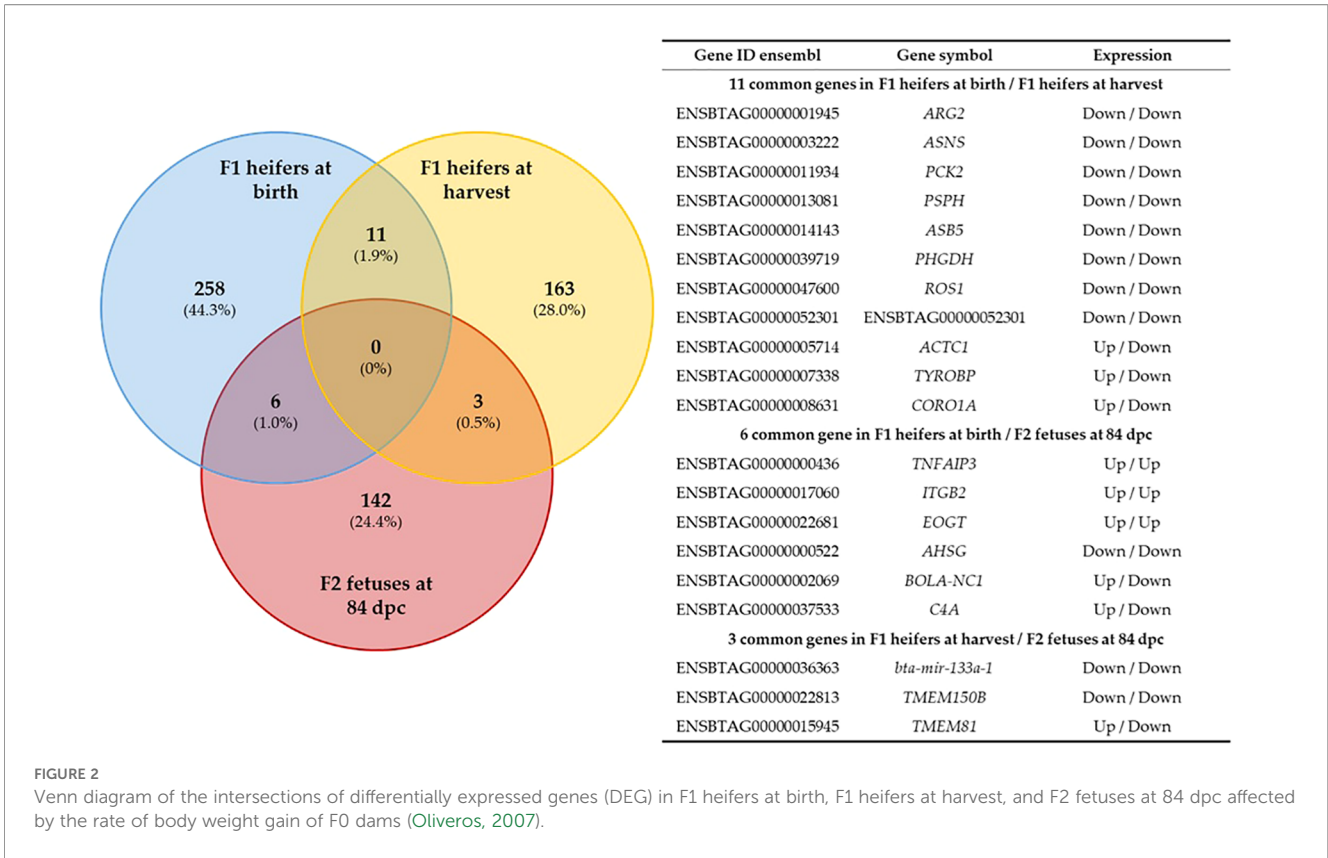 F1 heifers at
birth
F1 heifers at
harvest
11
(1.9%)
258
(44.3%)
163
(28.0%)
0
(0%)
6
(1.0%)
3
(0.5%)
142
(24.4%)
F2 fetuses at
84 dpc
Gene ID ensembl Gene symbol Expression
11 common genes in F1 heifers at birth / F1 heifers at harvest
ENSBTAG00000001945 ARG2 Down / Down
ENSBTAG00000003222 ASNS Down / Down
ENSBTAG00000011934 PCK2 Down / Down
ENSBTAG00000013081 PSPH Down / Down
ENSBTAG00000014143 ASB5 Down / Down
ENSBTAG00000039719 PHGDH Down / Down
ENSBTAG00000047600 ROS1 Down / Down
ENSBTAG00000052301 ENSBTAG00000052301 Down / Down
ENSBTAG00000005714 ACTC1 Up / Down
ENSBTAG00000007338 TYROBP Up / Down
ENSBTAG00000008631 CORO1A Up / Down
6 common gene in F1 heifers at birth / F2 fetuses at 84 dpc
ENSBTAG00000000436 TNFAIP3 Up / Up
ENSBTAG00000017060 ITGB2 Up / Up
ENSBTAG00000022681 EOGT Up / Up
ENSBTAG00000000522 AHSG Down / Down
ENSBTAG00000002069 BOLA-NC1 Up / Down
ENSBTAG00000037533 C4A Up / Down
3 common genes in F1 heifers at harvest / F2 fetuses at 84 dpc
ENSBTAG00000036363 bta-mir-133a-1 Down / Down
ENSBTAG00000022813 TMEM150B Down / Down
ENSBTAG00000015945 TMEM81 Up / Down
FIGURE 2
Venn diagram of the intersections of differentially expressed genes (DEG) in F1 heifers at birth, F1 heifers at harvest, and F2 fetuses at 84 dpc affected
by the rate of body weight gain of F0 dams (Oliveros, 2007).